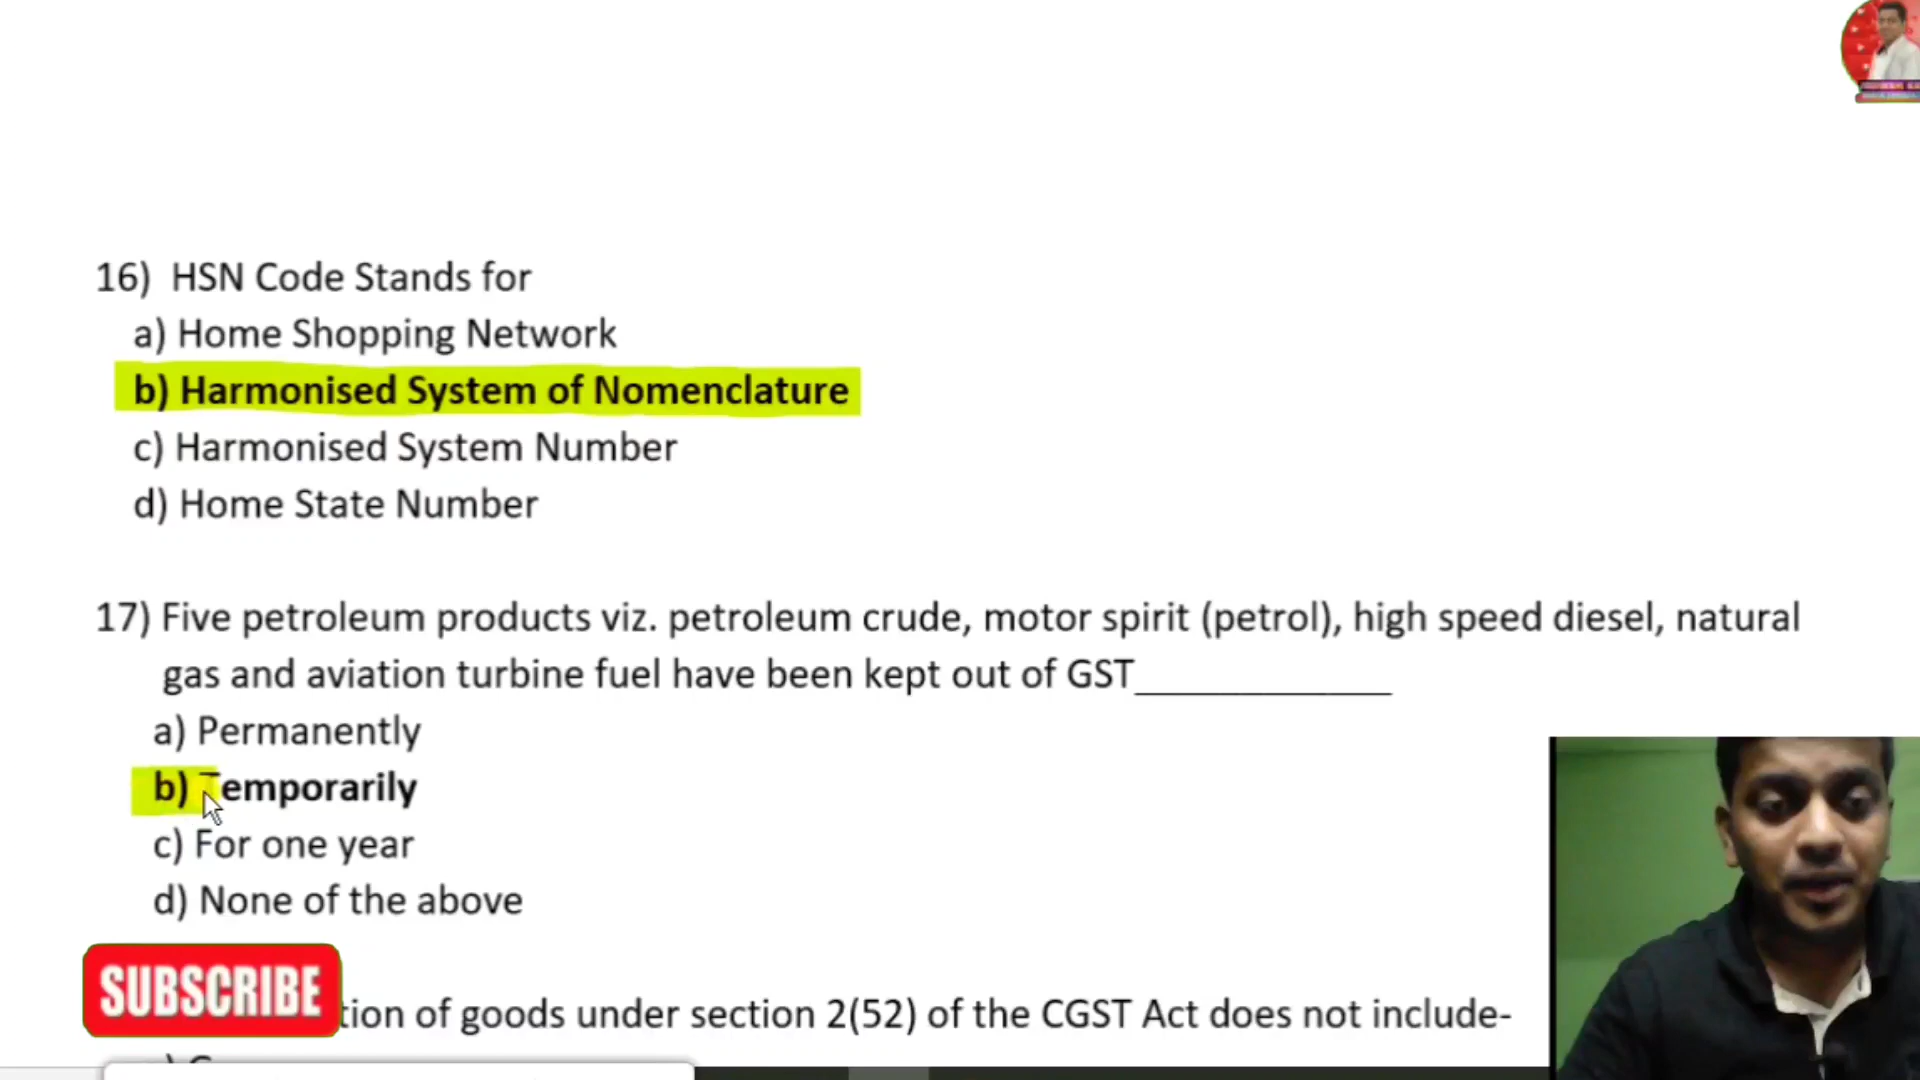 16) HSN Code Stands for
a) Home Shopping Network
b) Harmonised System of Nomenclature
c) Harmonised System Number
d) Home State Number
17) Five petroleum products viz. petroleum crude, motor spirit (petrol), high speed diesel, natural
gas and aviation turbine fuel have been kept out of GST____________
a) Permanently
b) Temporarily
c) For one year
d) None of the above
SUBSCRIBE
tion of goods under section 2(52) of the CGST Act does not include-